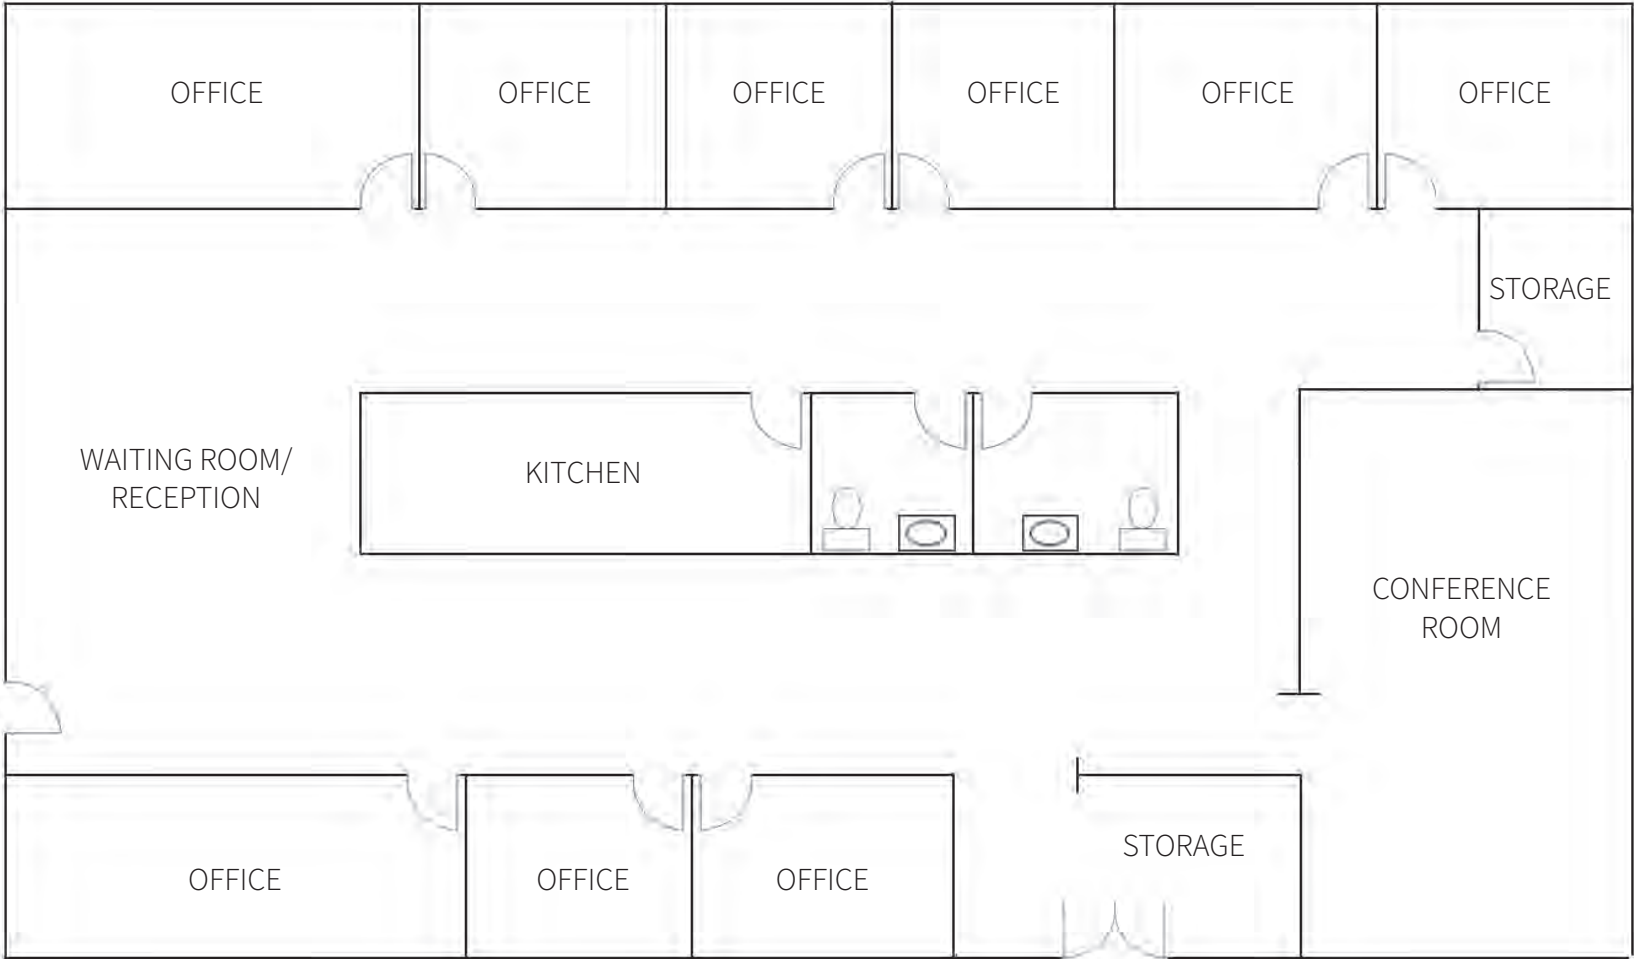 OFFICE
OFFICE
OFFICE
OFFICE
OFFICE
OFFICE
STORAGE
WAITING ROOM/
RECEPTION
KITCHEN
CONFERENCE
ROOM
STORAGE
OFFICE
OFFICE
OFFICE